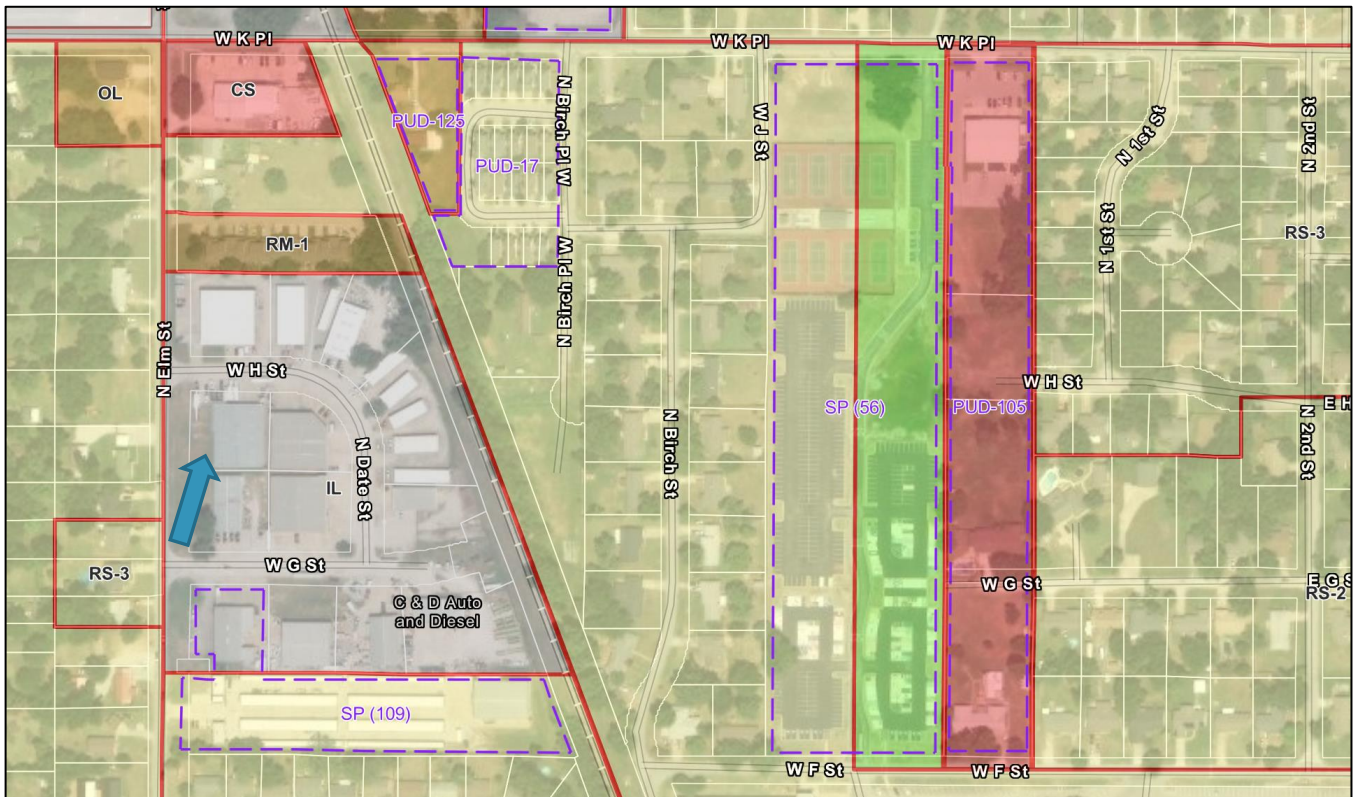 W K Pl
W K Pl
W K Pl
OL
CS
PUD-125
PUD-17
N Birch Pl W
W J St
N 1st St
N 2nd St
RM-1
N 1st St
RS-3
N Elm St
N Birch Pl W
W H St
W H St
E H
SP (56)
PUD-105
N Date St
N Birch St
N 2nd St
IL
RS-3
W G St
W G St
E G S
RS-2
C & D Auto
and Diesel
SP (109)
W F St
W F St